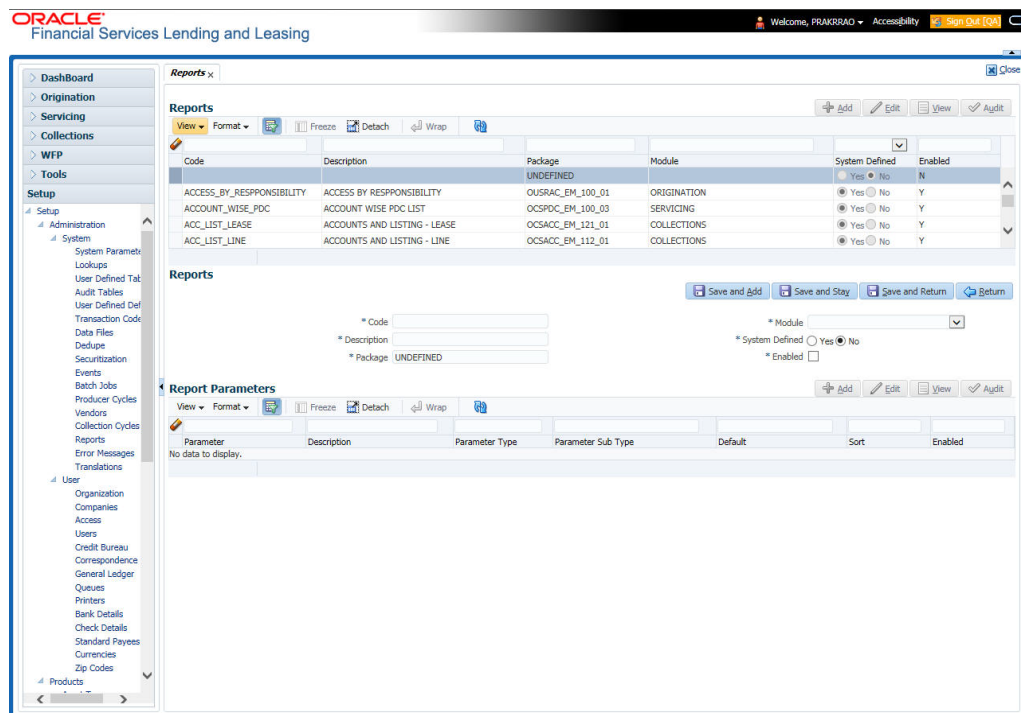 ORACLE
Financial Services Lending and Leasing
Welcome, PRAKRRAO
Accessibility
Sign Out [QA]
DashBoard
Origination
Servicing
Collections
WFP
Tools
Setup
Setup
Administration
System
System Paramete
Lookups
User Defined Tab
Audit Tables
User Defined Def
Transaction Code
Data Files
Dedupe
Securitization
Events
Batch Jobs
Producer Cycles
Vendors
Collection Cycles
Reports
Error Messages
Translations
User
Organization
Companies
Access
Users
Credit Bureau
Correspondence
General Ledger
Queues
Printers
Bank Details
Check Details
Standard Payees
Currencies
Zip Codes
Products
Reports
Close
Reports
Add Edit View Audit
View Format Freeze Detach Wrap
Code Description Package Module System Defined Enabled
UNDEFINED Yes No N
ACCESS_BY_RESPPONSIBILITY ACCESS BY RESPPONSIBILITY OUSRAC_EM_100_01 ORIGINATION Yes No Y
ACCOUNT_WISE_PDC ACCOUNT WISE PDC LIST OCSPDC_EM_100_03 SERVICING Yes No Y
ACC_LIST_LEASE ACCOUNTS AND LISTING - LEASE OCSACC_EM_121_01 COLLECTIONS Yes No Y
ACC_LIST_LINE ACCOUNTS AND LISTING - LINE OCSACC_EM_112_01 COLLECTIONS Yes No Y
Reports
Save and Add Save and Stay Save and Return Return
* Code
* Module
* Description
* System Defined Yes No
* Package UNDEFINED
* Enabled
Report Parameters
Add Edit View Audit
View Format Freeze Detach Wrap
Parameter Description Parameter Type Parameter Sub Type Default Sort Enabled
No data to display.